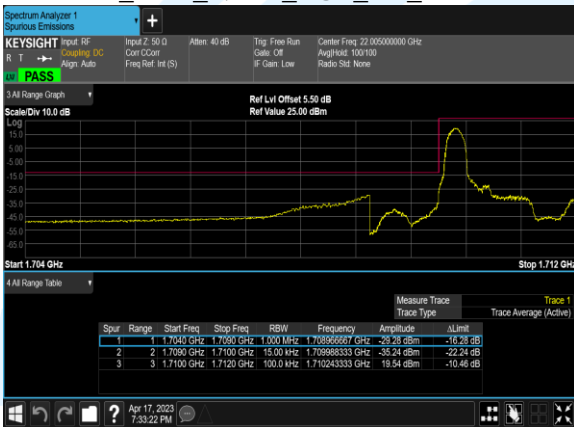 Spectrum Analyzer 1
Spurious Emissions
+
KEYSIGHT Input: RF Input Z: 50 Ω Atten: 40 dB Trig: Free Run Center Freq: 22.005000000 GHz
R T Coupling: DC Corr CCorr Gate: Off Avg|Hold: 100/100
Align: Auto Freq Ref: Int (S) IF Gain: Low Radio Std: None
PASS
3 All Range Graph
Ref Lvl Offset 5.50 dB
Scale/Div 10.0 dB Ref Value 25.00 dBm
Log
15.0
5.00
-5.00
-15.0
-25.0
-35.0
-45.0
-55.0
-65.0
Start 1.704 GHz Stop 1.712 GHz
4 All Range Table
Measure Trace Trace 1
Trace Type Trace Average (Active)
Spur Range Start Freq Stop Freq RBW Frequency Amplitude ΔLimit
1 1 1.7040 GHz 1.7090 GHz 1.000 MHz 1.708966667 GHz -29.28 dBm -16.28 dB
2 2 1.7090 GHz 1.7100 GHz 15.00 kHz 1.709988333 GHz -35.24 dBm -22.24 dB
3 3 1.7100 GHz 1.7120 GHz 100.0 kHz 1.710243333 GHz 19.54 dBm -10.46 dB
? Apr 17, 2023
7:33:22 PM